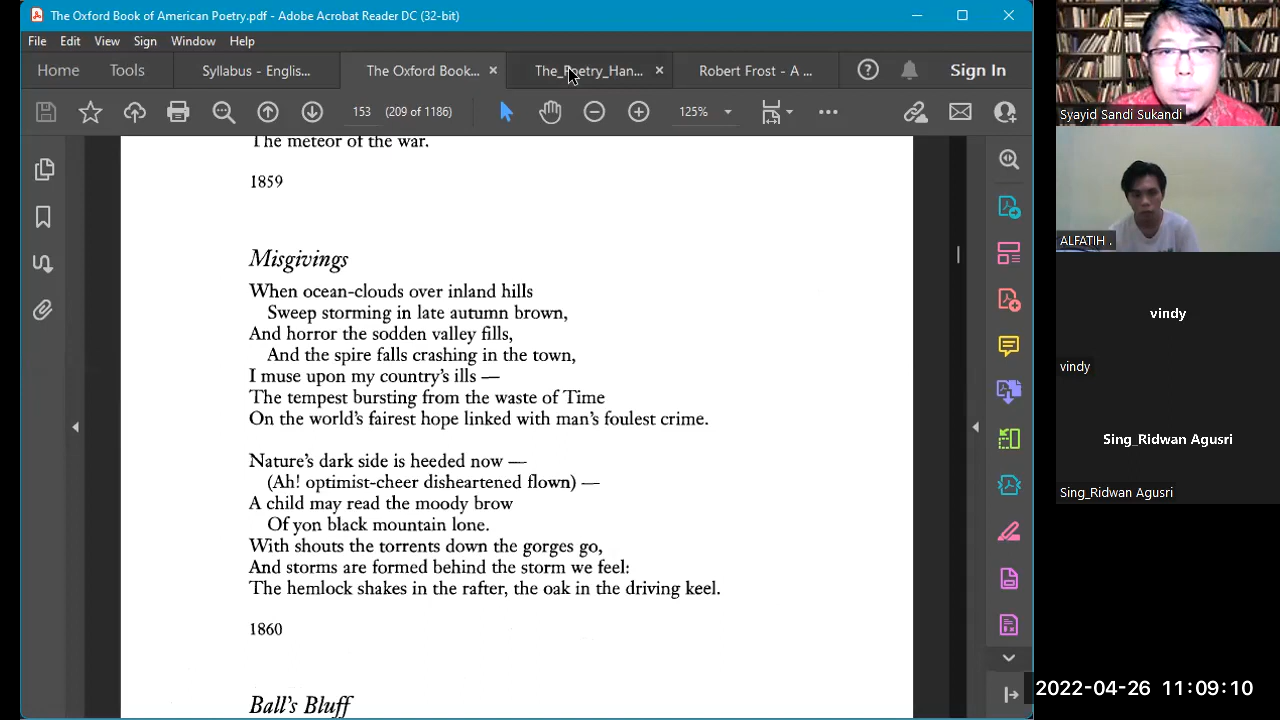 The Oxford Book of American Poetry.pdf - Adobe Acrobat Reader DC (32-bit)
File Edit View Sign Window Help
Home Tools Syllabus - Englis... The Oxford Book... The_Poetry_Han... Robert Frost - A ... Sign In
153 (209 of 1186) 125%
The meteor of the war.
1859
Misgivings
When ocean-clouds over inland hills
Sweep storming in late autumn brown,
And horror the sodden valley fills,
And the spire falls crashing in the town,
I muse upon my country's ills —
The tempest bursting from the waste of Time
On the world's fairest hope linked with man's foulest crime.
Nature's dark side is heeded now —
(Ah! optimist-cheer disheartened flown) —
A child may read the moody brow
Of yon black mountain lone.
With shouts the torrents down the gorges go,
And storms are formed behind the storm we feel:
The hemlock shakes in the rafter, the oak in the driving keel.
1860
Ball's Bluff
Syayid Sandi Sukandi
ALFATIH .
vindy
vindy
Sing_Ridwan Agusri
Sing_Ridwan Agusri
2022-04-26 11:09:10